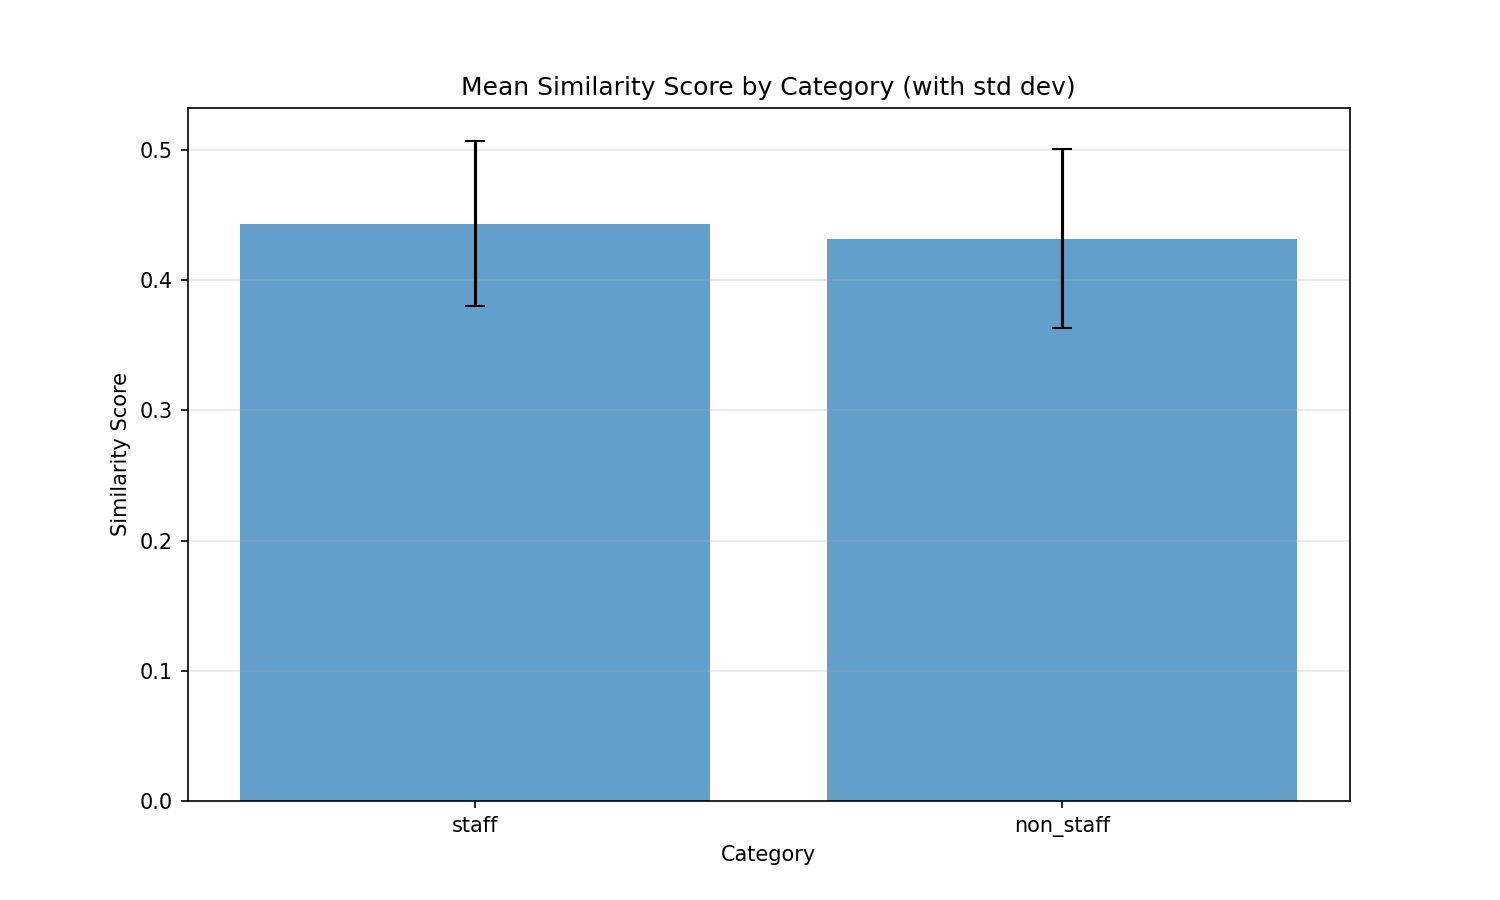 Mean Similarity Score by Category (with std dev)
Similarity Score
0.5
0.4
0.3
0.2
0.1
0.0
staff
non_staff
Category